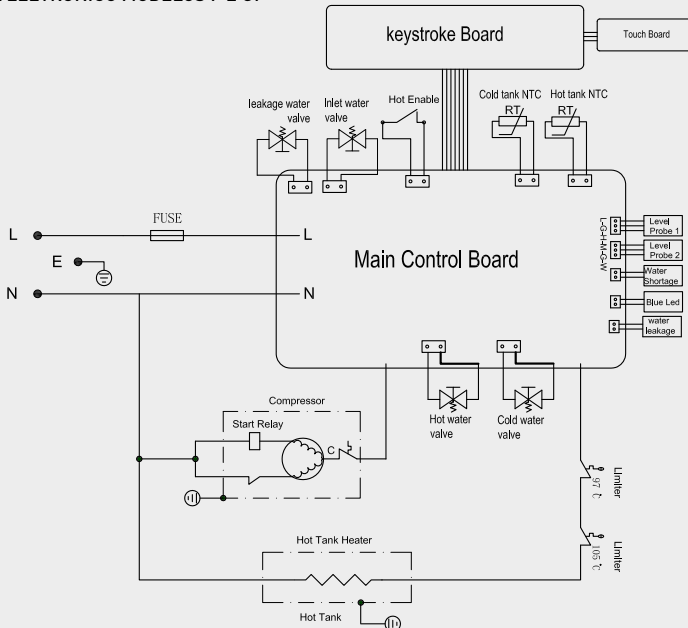 keystroke Board
Touch Board
leakage water
valve
Inlet water
valve
Hot Enable
Cold tank NTC
RT
Hot tank NTC
RT
FUSE
L
L
E
N
N
Main Control Board
L-G-H-M-G-W
Level
Probe 1
Level
Probe 2
Water
Shortage
Blue Led
water
leakage
Hot water
valve
Cold water
valve
Compressor
Start Relay
C
Limiter
97 ℃
Limiter
105 ℃
Hot Tank Heater
Hot Tank